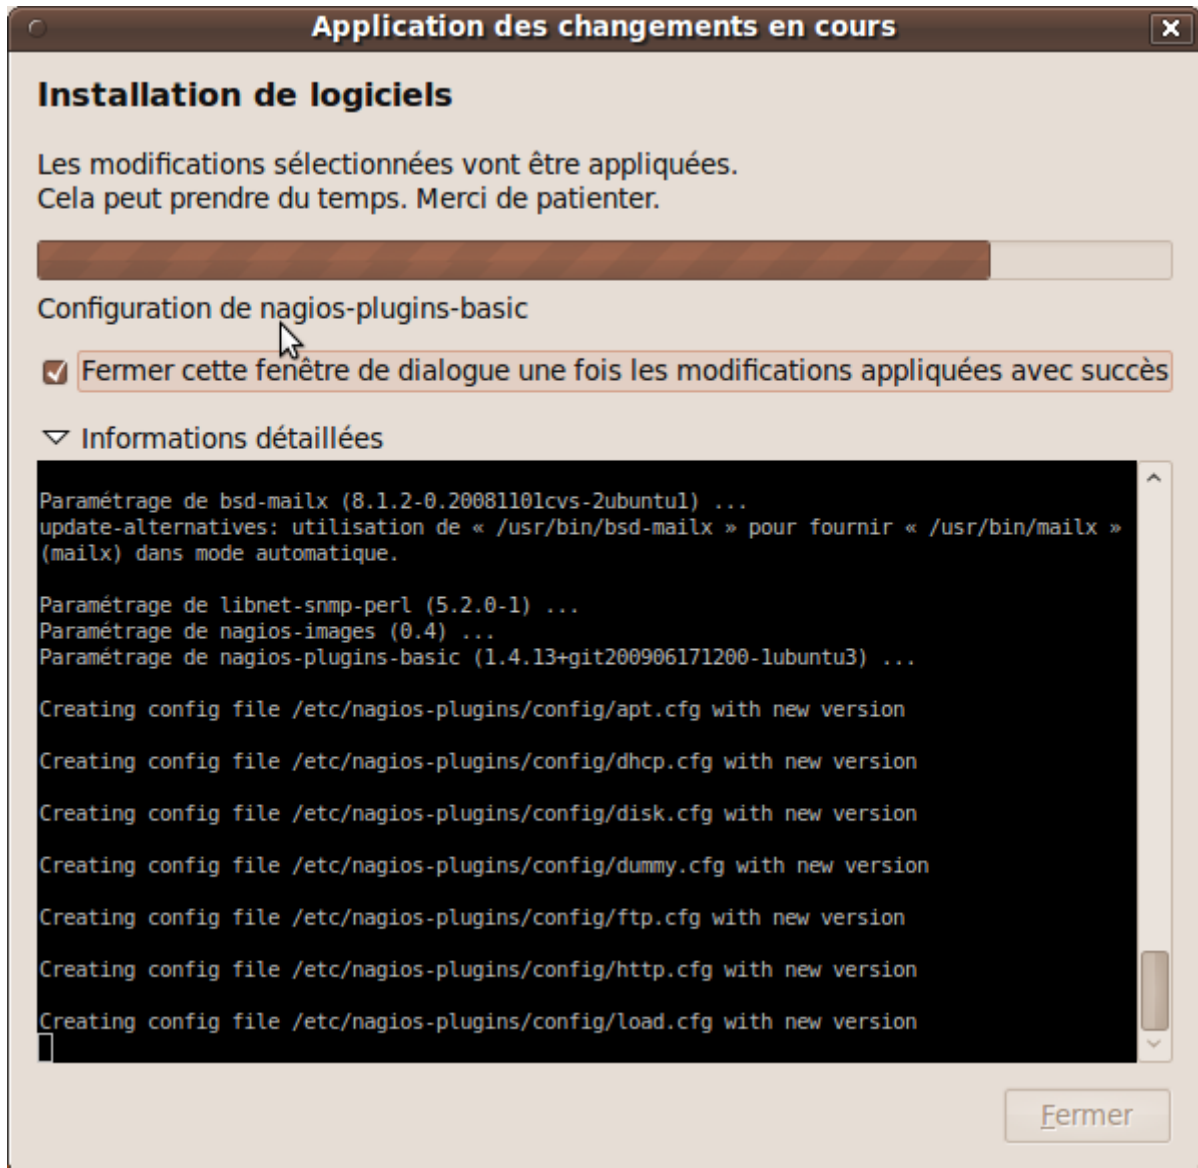 Application des changements en cours
Installation de logiciels
Les modifications sélectionnées vont être appliquées.
Cela peut prendre du temps. Merci de patienter.
Configuration de nagios-plugins-basic
Fermer cette fenêtre de dialogue une fois les modifications appliquées avec succès
Informations détaillées
Paramétrage de bsd-mailx (8.1.2-0.20081101cvs-2ubuntu1) ...
update-alternatives: utilisation de « /usr/bin/bsd-mailx » pour fournir « /usr/bin/mailx »
(mailx) dans mode automatique.
Paramétrage de libnet-snmp-perl (5.2.0-1) ...
Paramétrage de nagios-images (0.4) ...
Paramétrage de nagios-plugins-basic (1.4.13+git200906171200-1ubuntu3) ...
Creating config file /etc/nagios-plugins/config/apt.cfg with new version
Creating config file /etc/nagios-plugins/config/dhcp.cfg with new version
Creating config file /etc/nagios-plugins/config/disk.cfg with new version
Creating config file /etc/nagios-plugins/config/dummy.cfg with new version
Creating config file /etc/nagios-plugins/config/ftp.cfg with new version
Creating config file /etc/nagios-plugins/config/http.cfg with new version
Creating config file /etc/nagios-plugins/config/load.cfg with new version
Fermer